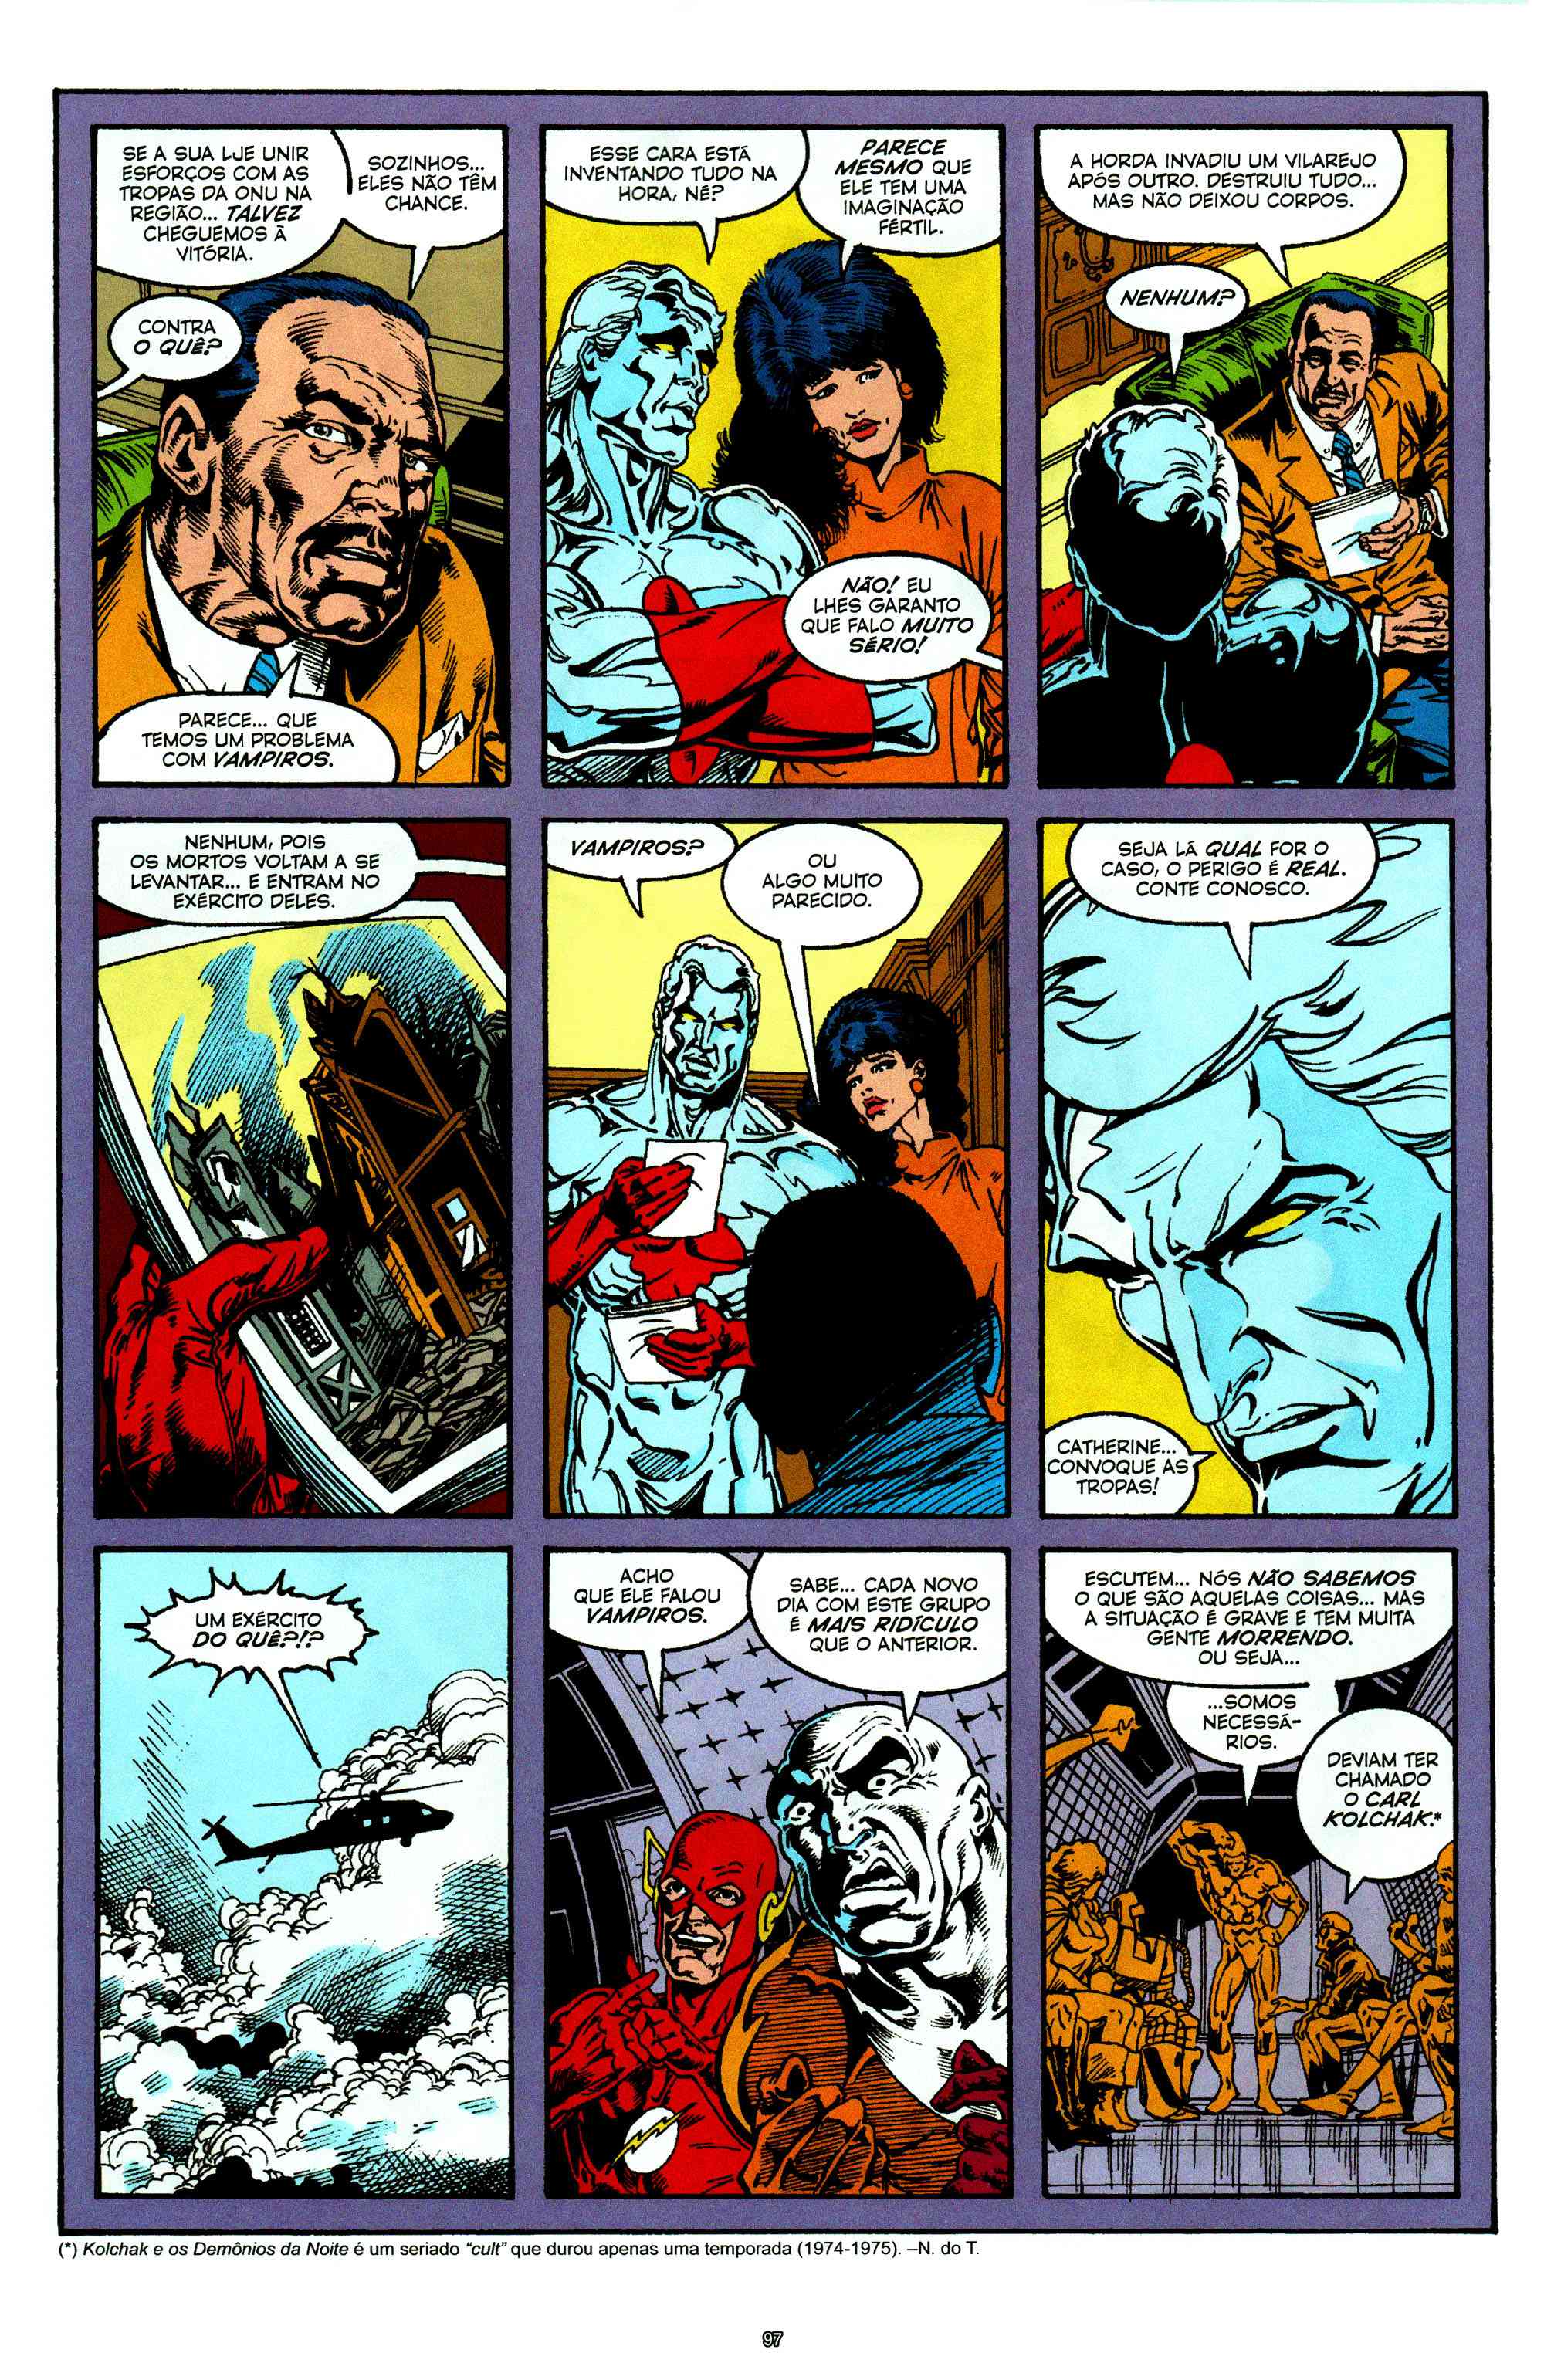 SE A SUA LJE UNIR
ESFORÇOS COM AS
TROPAS DA ONU NA
REGIÃO... TALVEZ
CHEGUEMOS À
VITÓRIA.
SOZINHOS...
ELES NÃO TÊM
CHANCE.
CONTRA
O QUÊ?
PARECE... QUE
TEMOS UM PROBLEMA
COM VAMPIROS.
ESSE CARA ESTÁ
INVENTANDO TUDO NA
HORA, NÉ?
PARECE
MESMO QUE
ELE TEM UMA
IMAGINAÇÃO
FÉRTIL.
NÃO! EU
LHES GARANTO
QUE FALO MUITO
SÉRIO!
A HORDA INVADIU UM VILAREJO
APÓS OUTRO. DESTRUIU TUDO...
MAS NÃO DEIXOU CORPOS.
NENHUM?
NENHUM, POIS
OS MORTOS VOLTAM A SE
LEVANTAR... E ENTRAM NO
EXÉRCITO DELES.
VAMPIROS?
OU
ALGO MUITO
PARECIDO.
SEJA LÁ QUAL FOR O
CASO, O PERIGO É REAL.
CONTE CONOSCO.
CATHERINE...
CONVOQUE AS
TROPAS!
UM EXÉRCITO
DO QUÊ?!?
ACHO
QUE ELE FALOU
VAMPIROS.
SABE... CADA NOVO
DIA COM ESTE GRUPO
É MAIS RIDÍCULO
QUE O ANTERIOR.
ESCUTEM... NÓS NÃO SABEMOS
O QUE SÃO AQUELAS COISAS... MAS
A SITUAÇÃO É GRAVE E TEM MUITA
GENTE MORRENDO.
OU SEJA...
...SOMOS
NECESSÁ-
RIOS.
DEVIAM TER
CHAMADO
O CARL
KOLCHAK.*
(*) Kolchak e os Demônios da Noite é um seriado “cult” que durou apenas uma temporada (1974-1975). –N. do T.
97